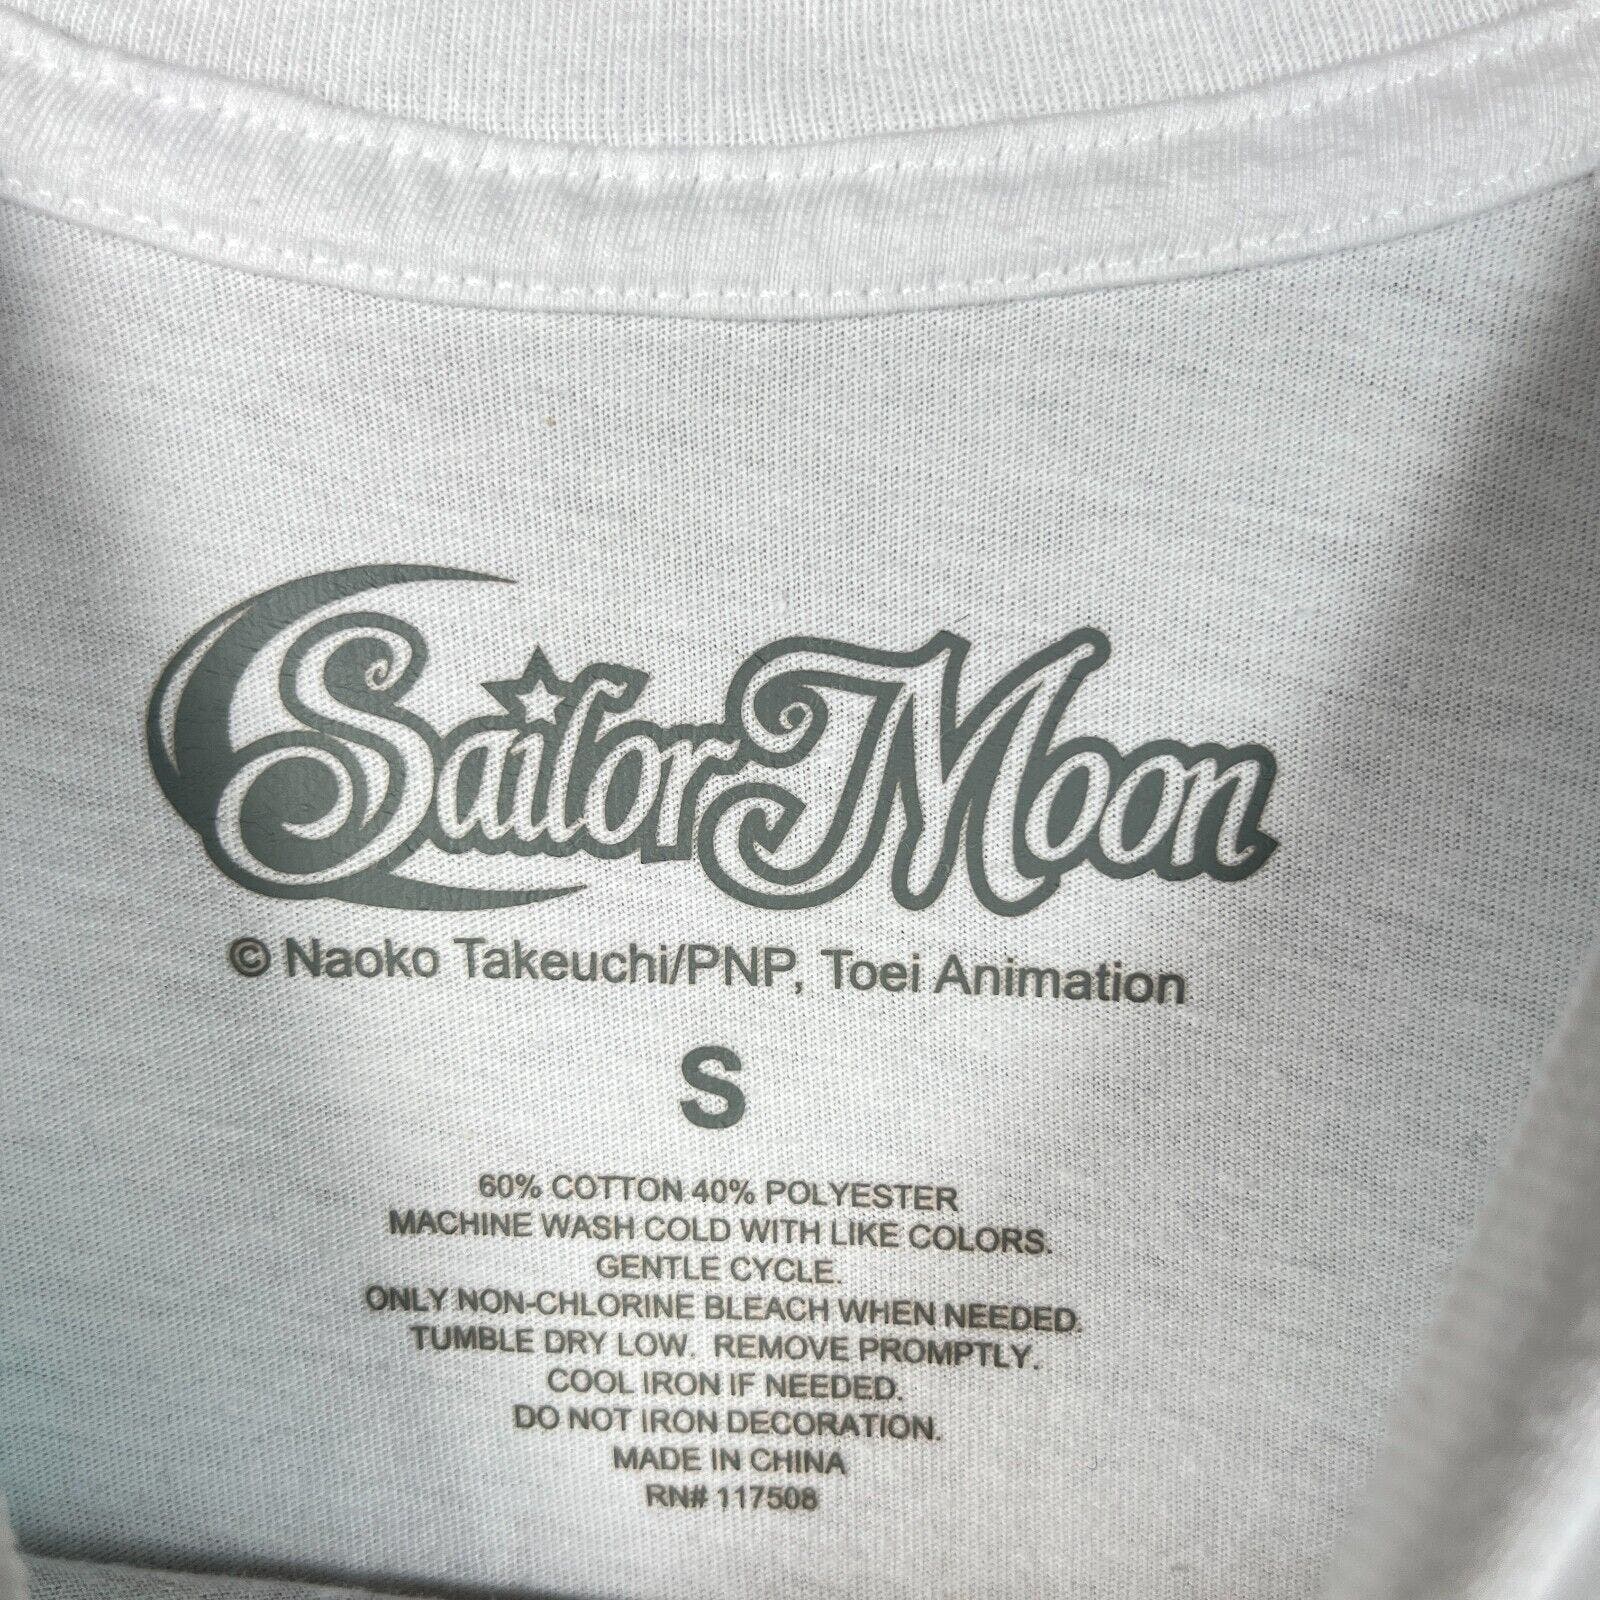 Sailor Moon
© Naoko Takeuchi/PNP, Toei Animation
S
60% COTTON 40% POLYESTER
MACHINE WASH COLD WITH LIKE COLORS.
GENTLE CYCLE.
ONLY NON-CHLORINE BLEACH WHEN NEEDED.
TUMBLE DRY LOW. REMOVE PROMPTLY.
COOL IRON IF NEEDED.
DO NOT IRON DECORATION.
MADE IN CHINA
RN# 117508